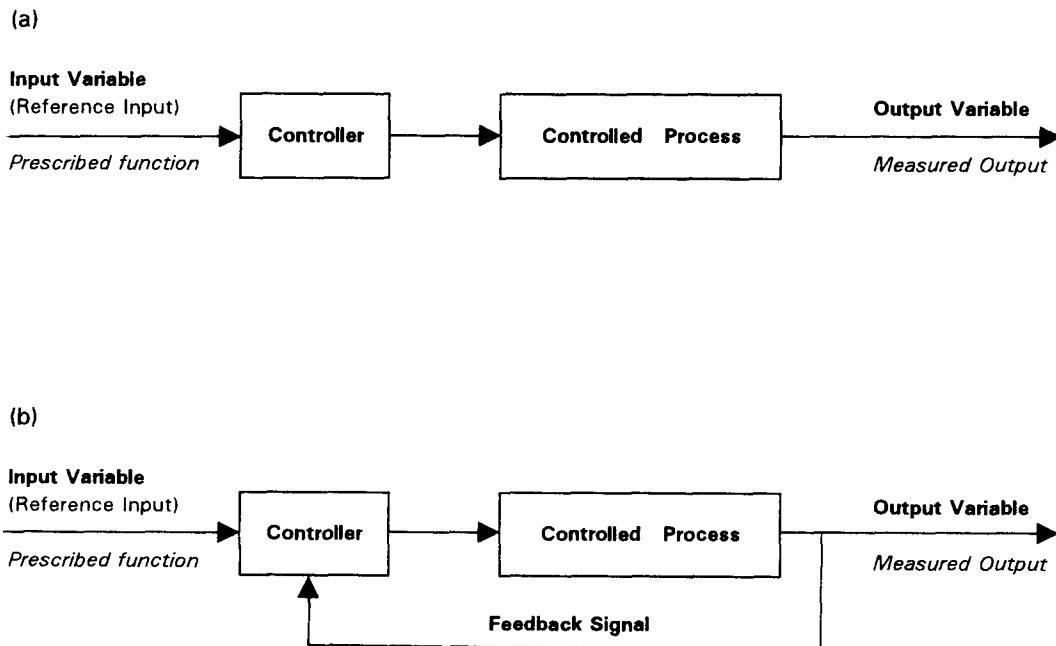 (a)
Input Variable
(Reference Input)
Prescribed function
Controller
Controlled Process
Output Variable
Measured Output
(b)
Input Variable
(Reference Input)
Prescribed function
Controller
Controlled Process
Output Variable
Measured Output
Feedback Signal